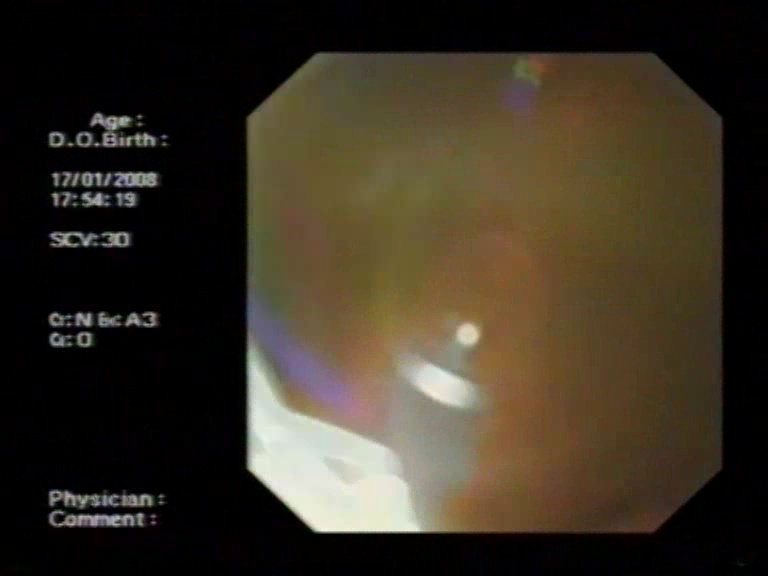 Age:
D.O.Birth:
17/01/2008
17:54:19
SCV:30
Physician:
Comment: